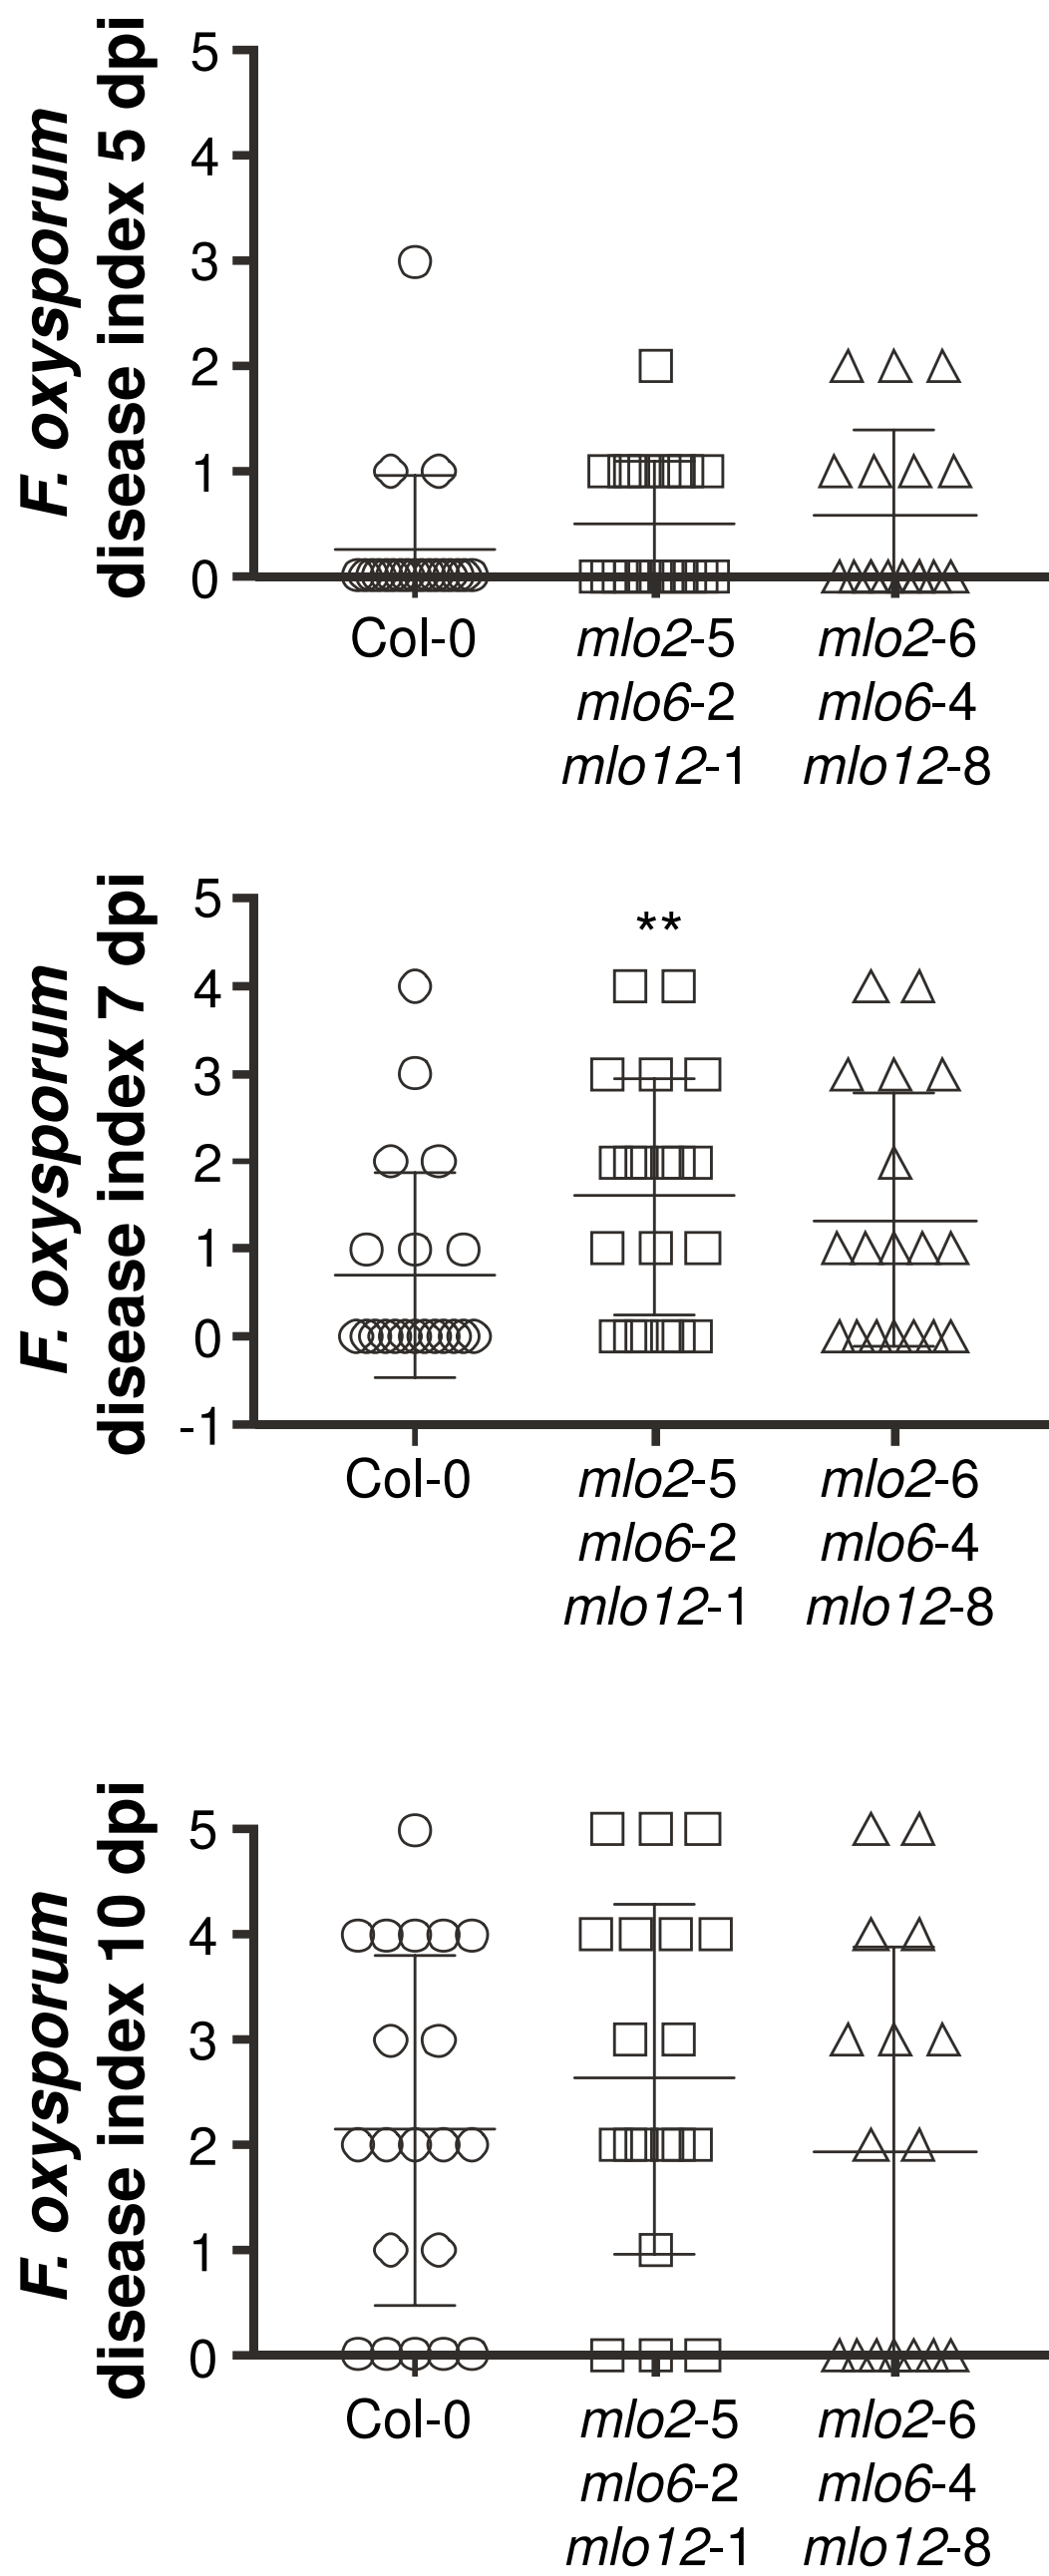 F. oxysporum
disease index 5 dpi
5
4
3
2
1
0
Col-0
mlo2-5
mlo6-2
mlo12-1
mlo2-6
mlo6-4
mlo12-8
F. oxysporum
disease index 7 dpi
5
4
3
2
1
0
-1
**
Col-0
mlo2-5
mlo6-2
mlo12-1
mlo2-6
mlo6-4
mlo12-8
F. oxysporum
disease index 10 dpi
5
4
3
2
1
0
Col-0
mlo2-5
mlo6-2
mlo12-1
mlo2-6
mlo6-4
mlo12-8